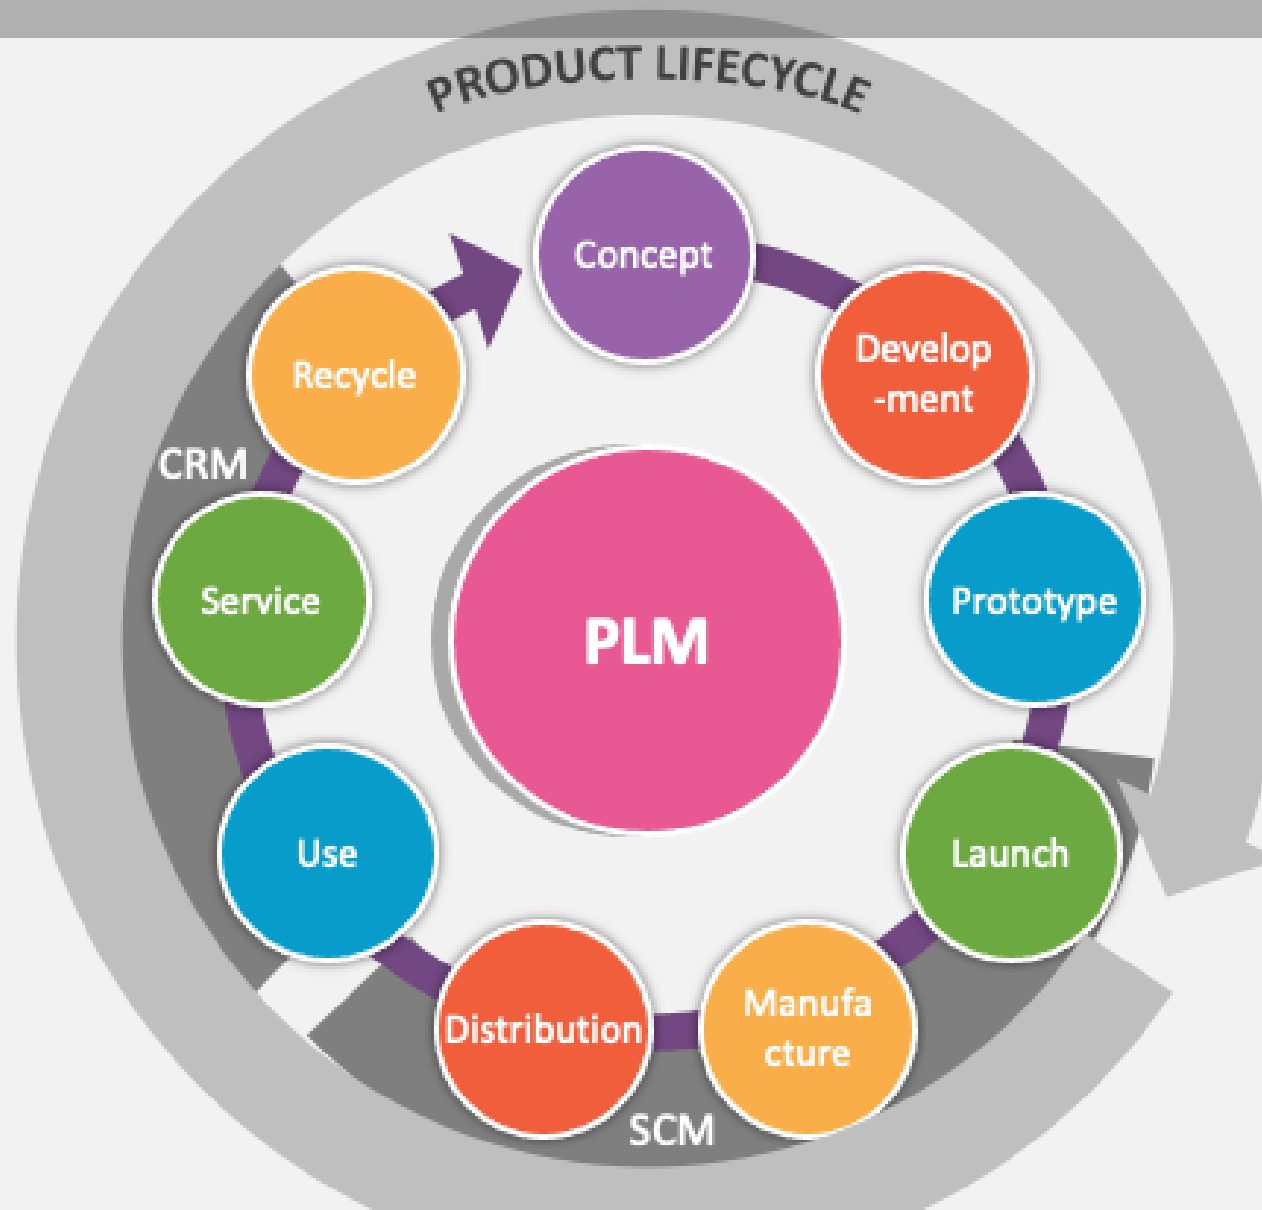 PRODUCT LIFECYCLE
Concept
Develop
-ment
Prototype
Launch
Manufa
cture
SCM
Distribution
Use
Service
CRM
Recycle
PLM